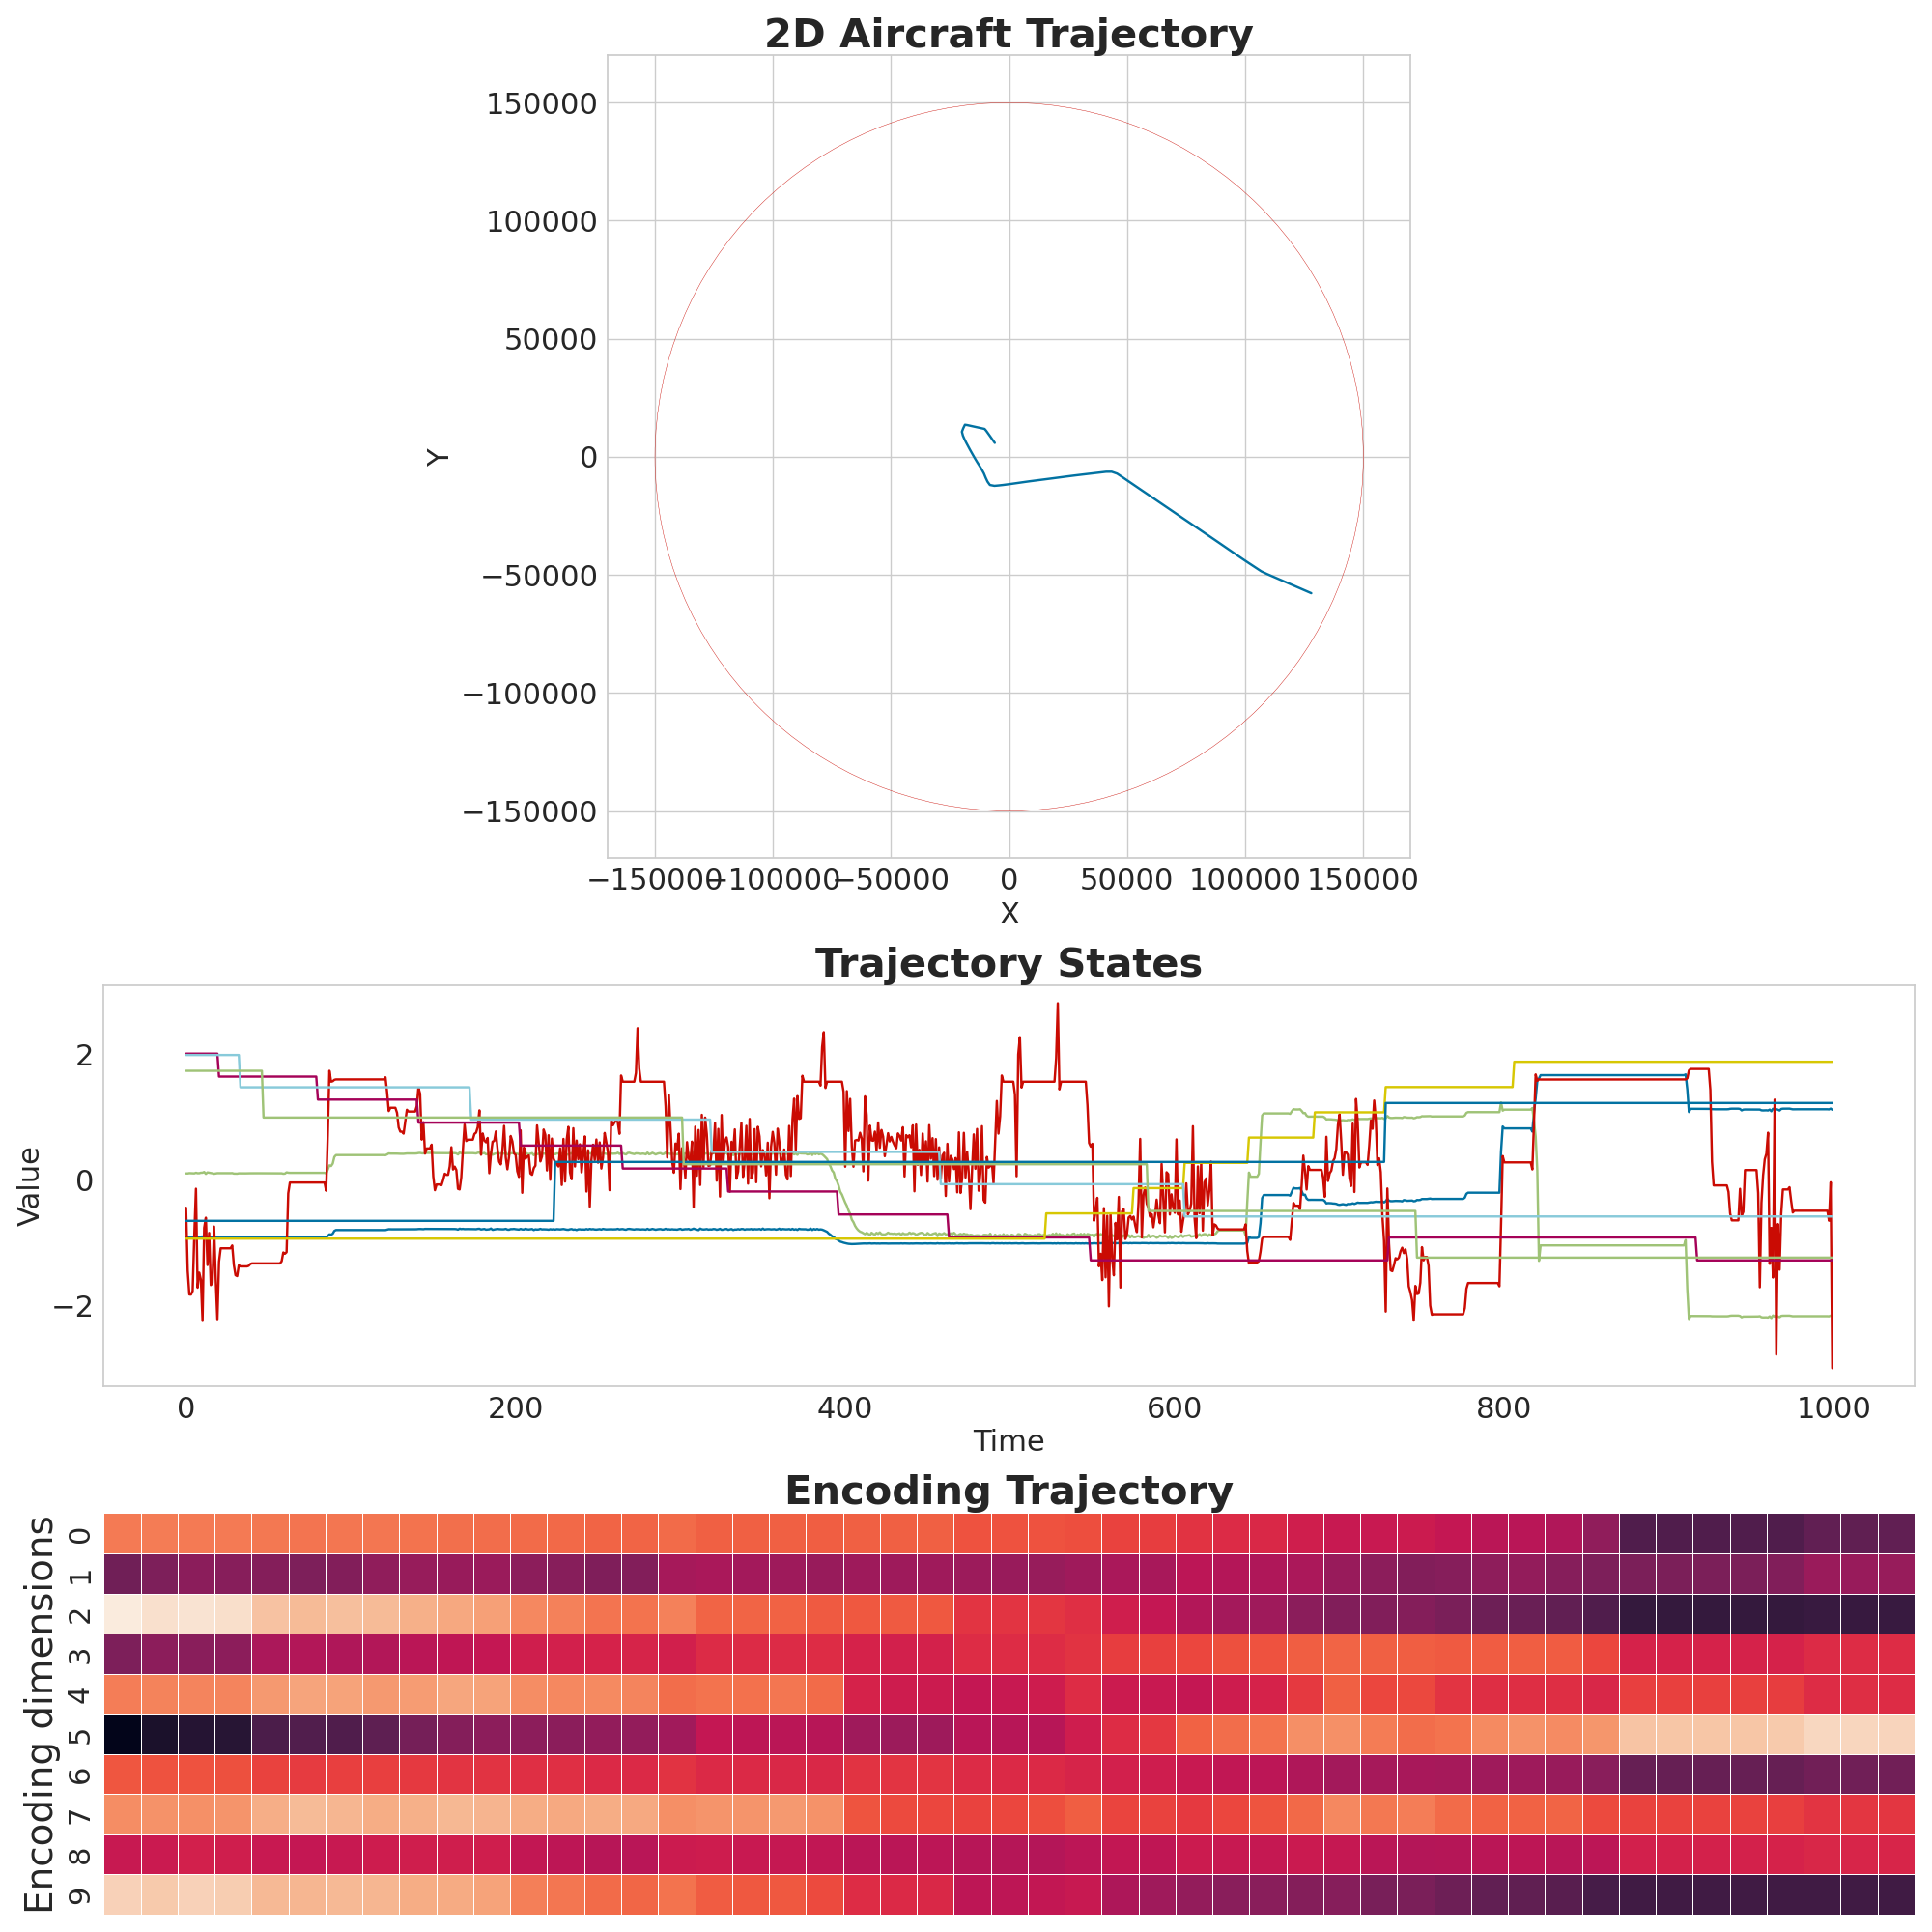 2D Aircraft Trajectory
150000
100000
50000
0
−50000
−100000
−150000
Y
−150000 −100000 −50000 0 50000 100000 150000
X
Trajectory States
2
0
−2
Value
0 200 400 600 800 1000
Time
Encoding Trajectory
0
1
2
3
4
5
6
7
8
9
Encoding dimensions